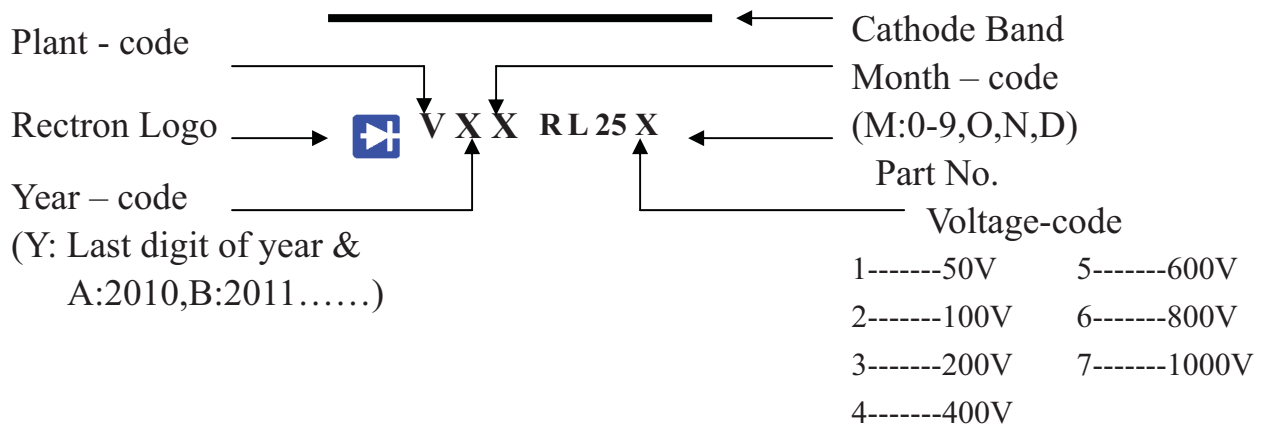 Plant - code
Cathode Band
Month – code
(M:0-9,O,N,D)
Rectron Logo
V X X RL25X
Part No.
Year – code
(Y: Last digit of year &
A:2010,B:2011……)
Voltage-code
1-------50V 5-------600V
2-------100V 6-------800V
3-------200V 7-------1000V
4-------400V